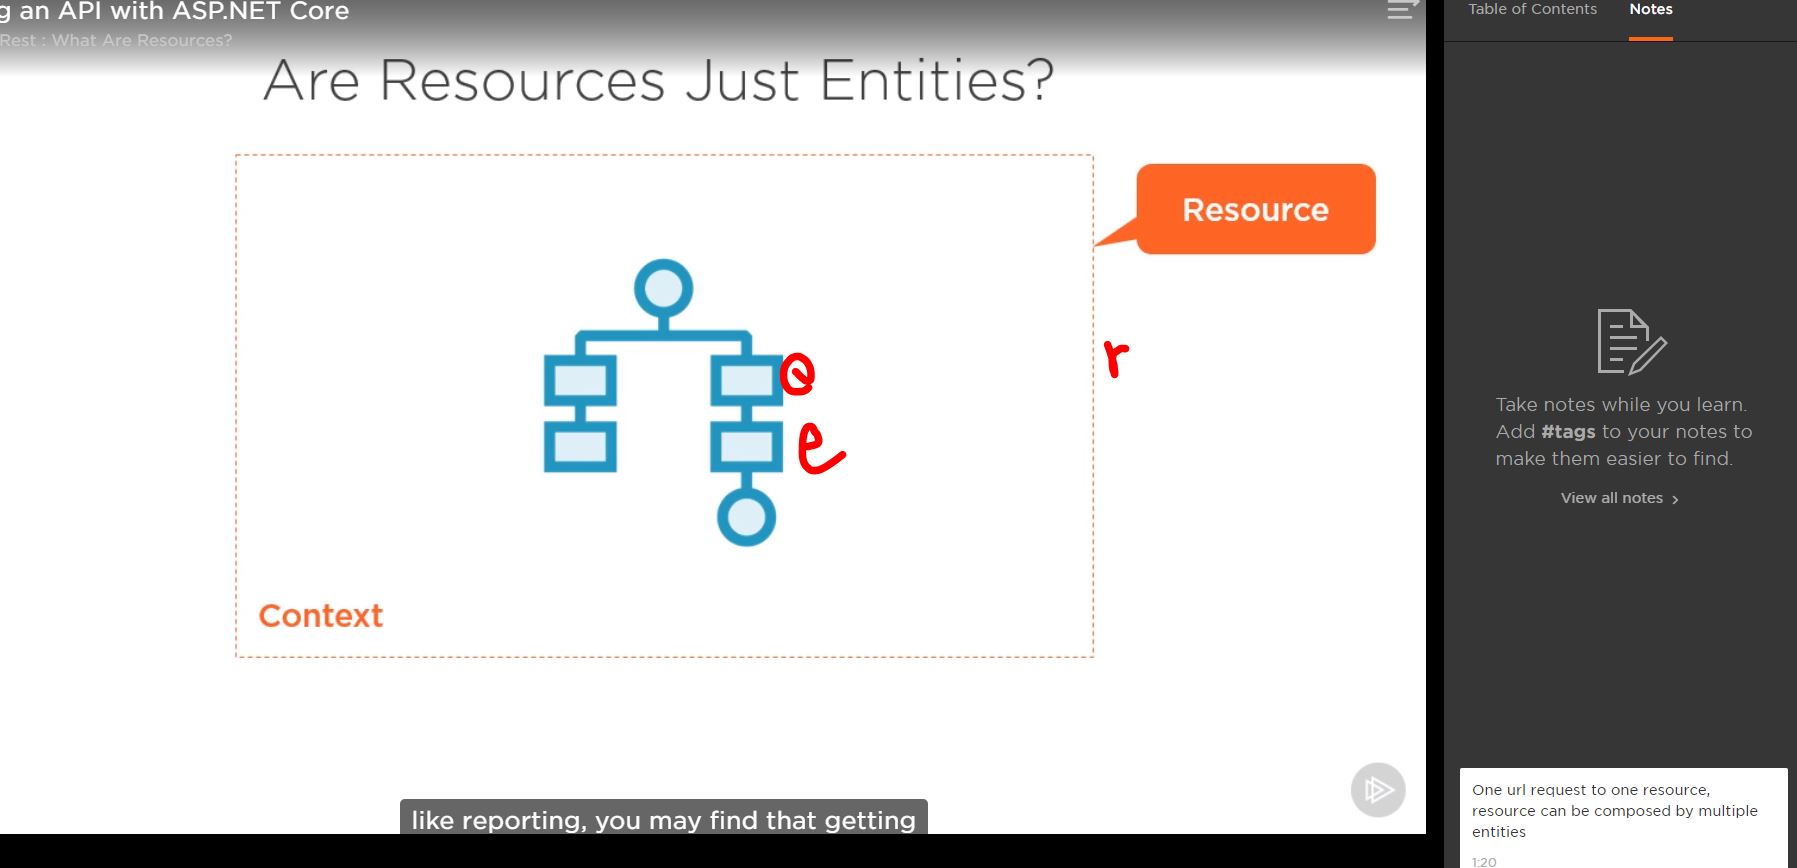 g an API with ASP.NET Core
Rest : What Are Resources?
Are Resources Just Entities?
Resource
e
r
e
Context
like reporting, you may find that getting
Table of Contents Notes
Take notes while you learn.
Add #tags to your notes to
make them easier to find.
View all notes >
One url request to one resource,
resource can be composed by multiple
entities
1:20